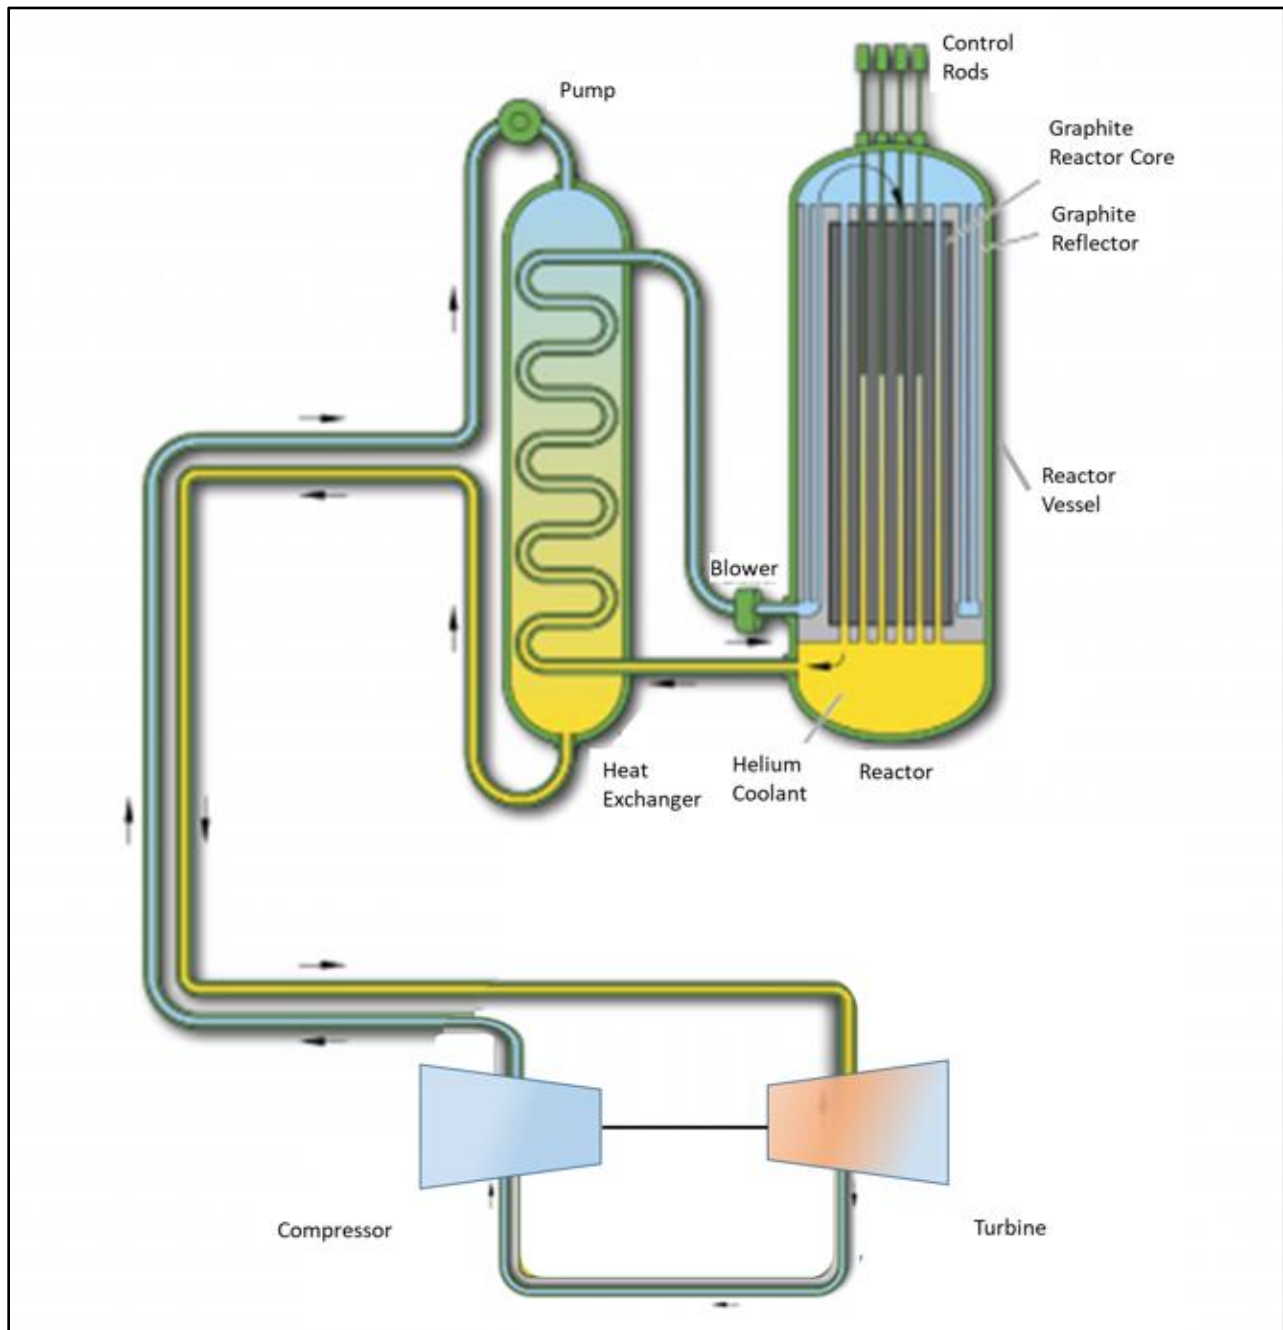 Control
Rods
Pump
Graphite
Reactor Core
Graphite
Reflector
Reactor
Vessel
Blower
Heat
Exchanger
Helium
Coolant
Reactor
Compressor
Turbine